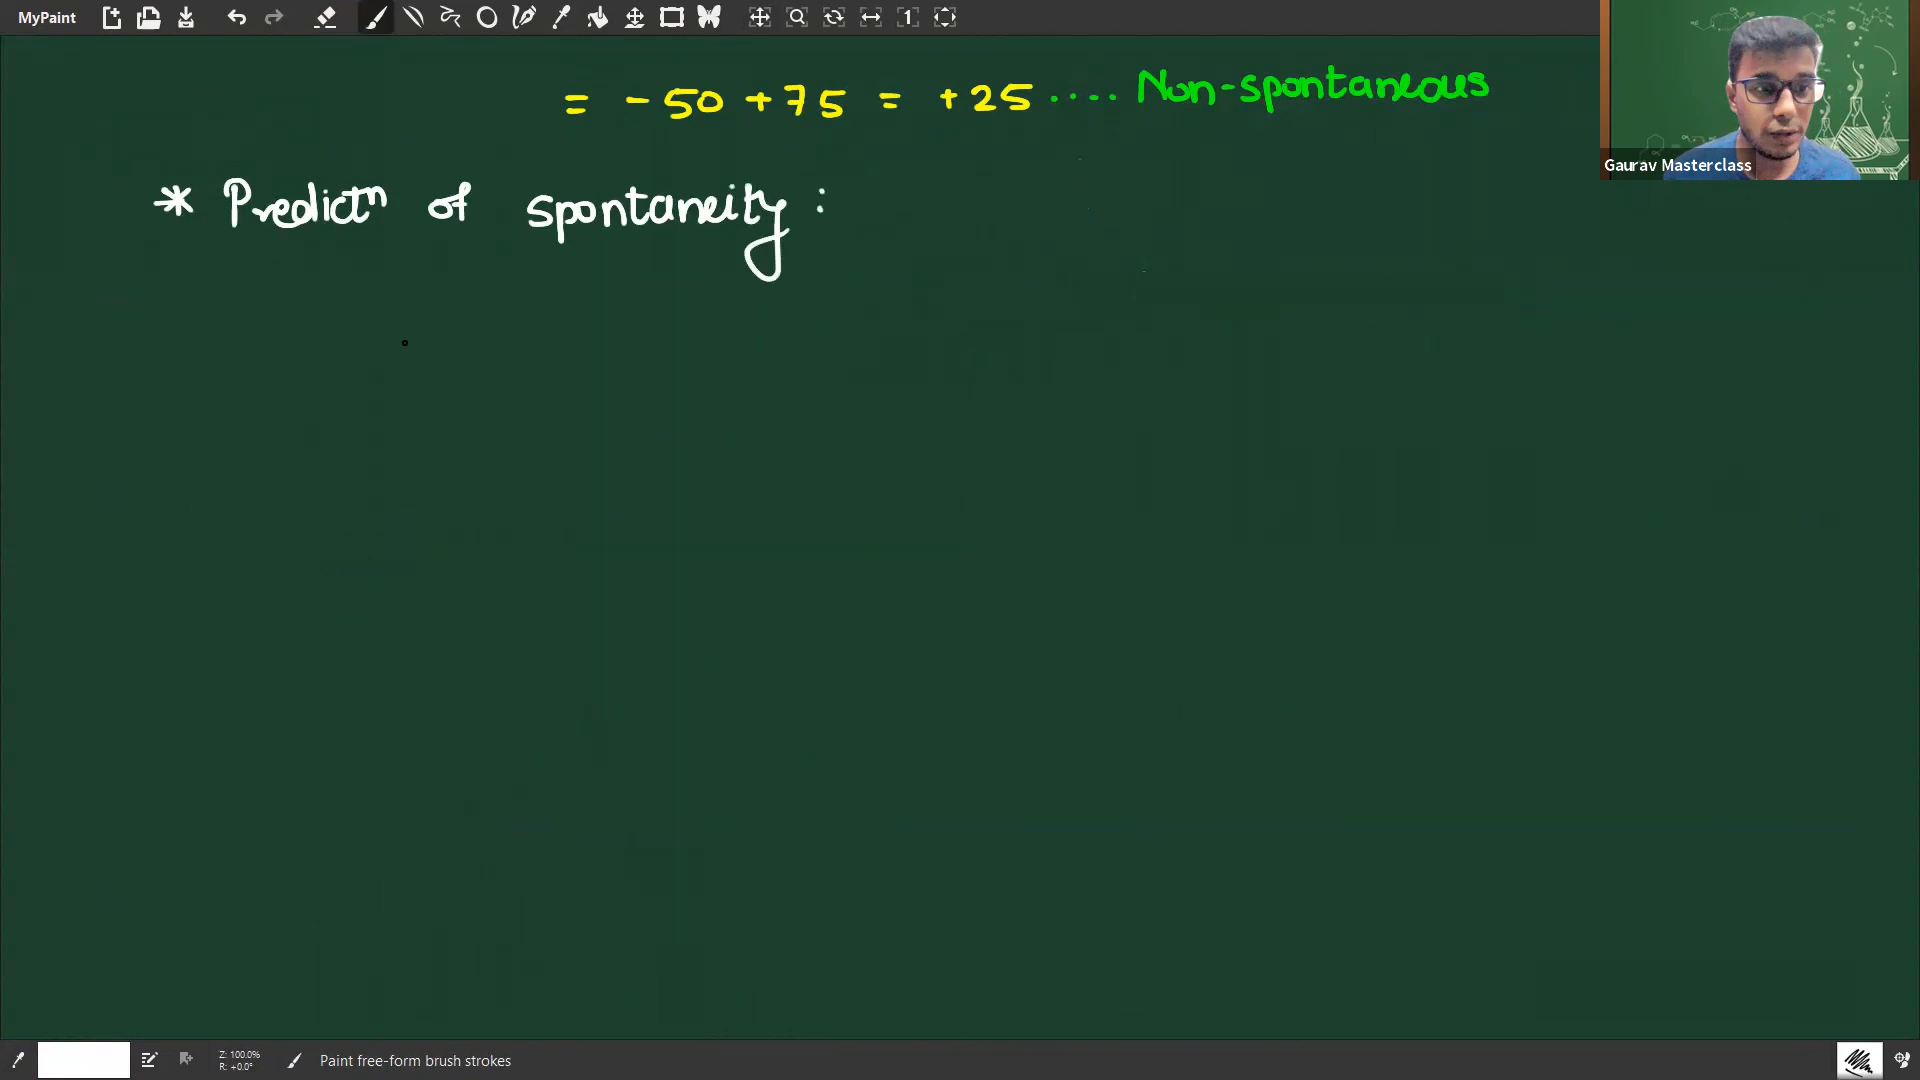 MyPaint
= - 50 + 75 = + 25 .... Non-spontaneous
Gaurav Masterclass
* Predictⁿ of spontaneity :
Z: 100.0%
R: +0.0°
Paint free-form brush strokes